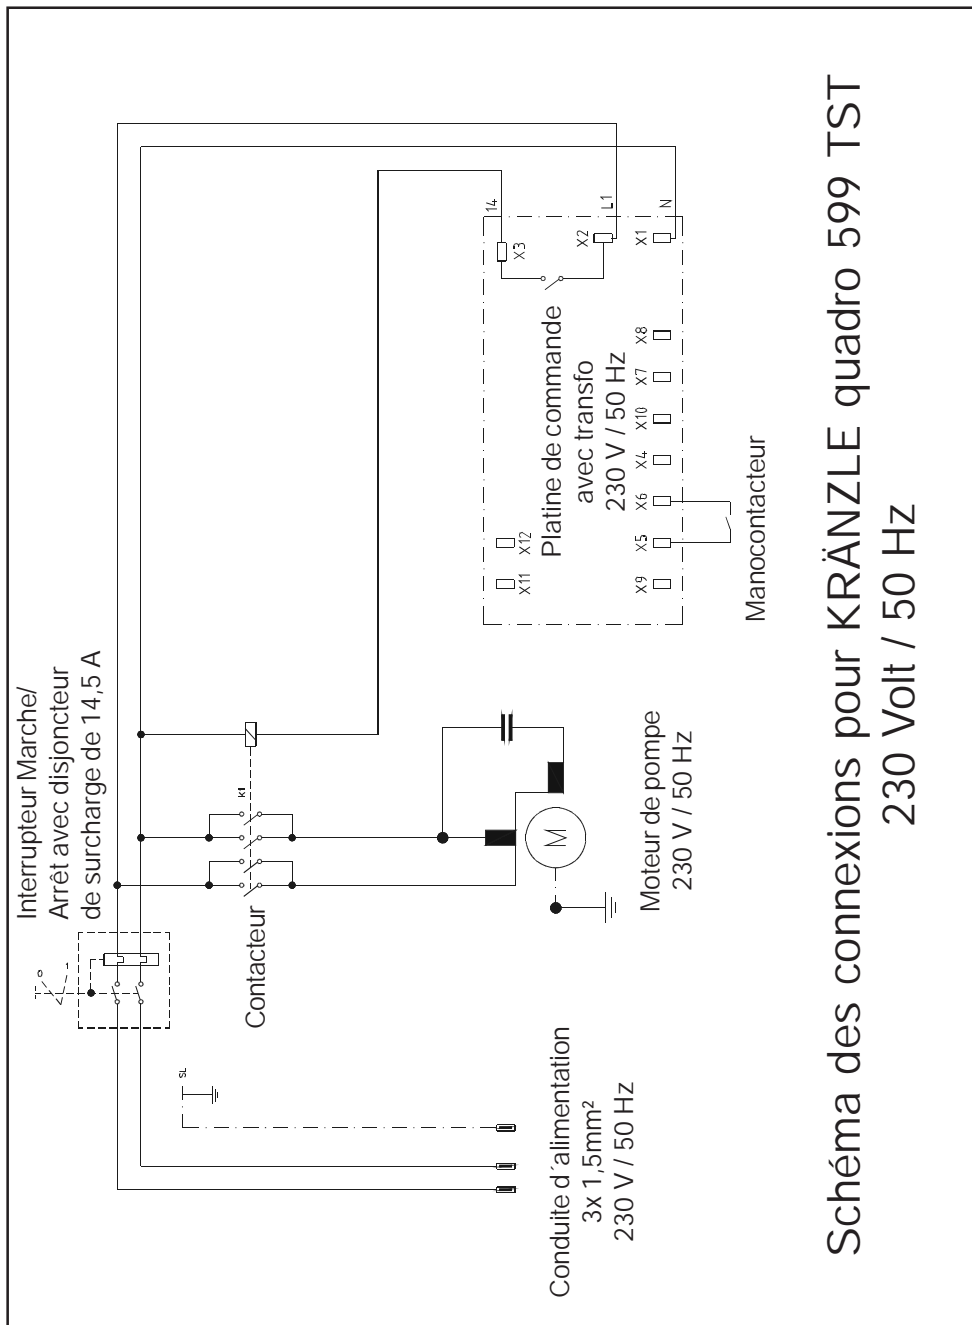 Interrupteur Marche/
Arrêt avec disjoncteur
de surcharge de 14,5 A
0
1
SL
Conduite d´alimentation
3x 1,5mm²
230 V / 50 Hz
Contacteur
K1
Moteur de pompe
230 V / 50 Hz
M
Platine de commande
avec transfo
230 V / 50 Hz
14
L1
N
X3
X2
X1
X11
X12
X9
X5
X6
X4
X10
X7
X8
Manocontacteur
Schéma des connexions pour KRÄNZLE quadro 599 TST
230 Volt / 50 Hz